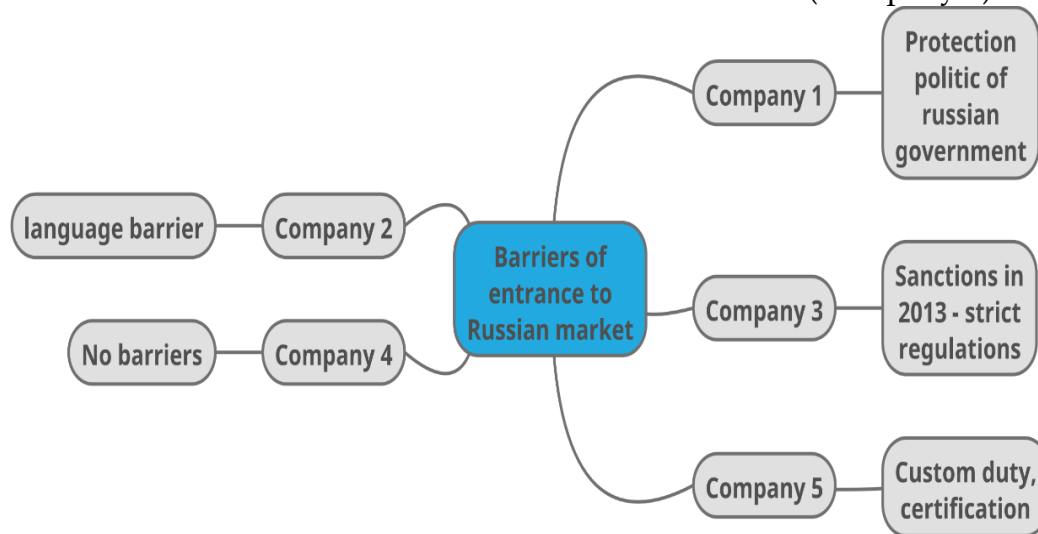 Protection
politic of
russian
government
Company 1
language barrier
Company 2
Barriers of
entrance to
Russian market
Company 3
Sanctions in
2013 - strict
regulations
No barriers
Company 4
Company 5
Custom duty,
certification